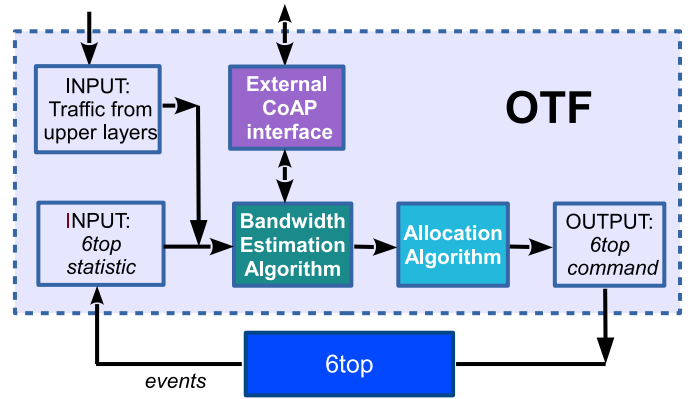 INPUT:
Traffic from
upper layers
External
CoAP
interface
OTF
INPUT:
6top
statistic
Bandwidth
Estimation
Algorithm
Allocation
Algorithm
OUTPUT:
6top
command
6top
events